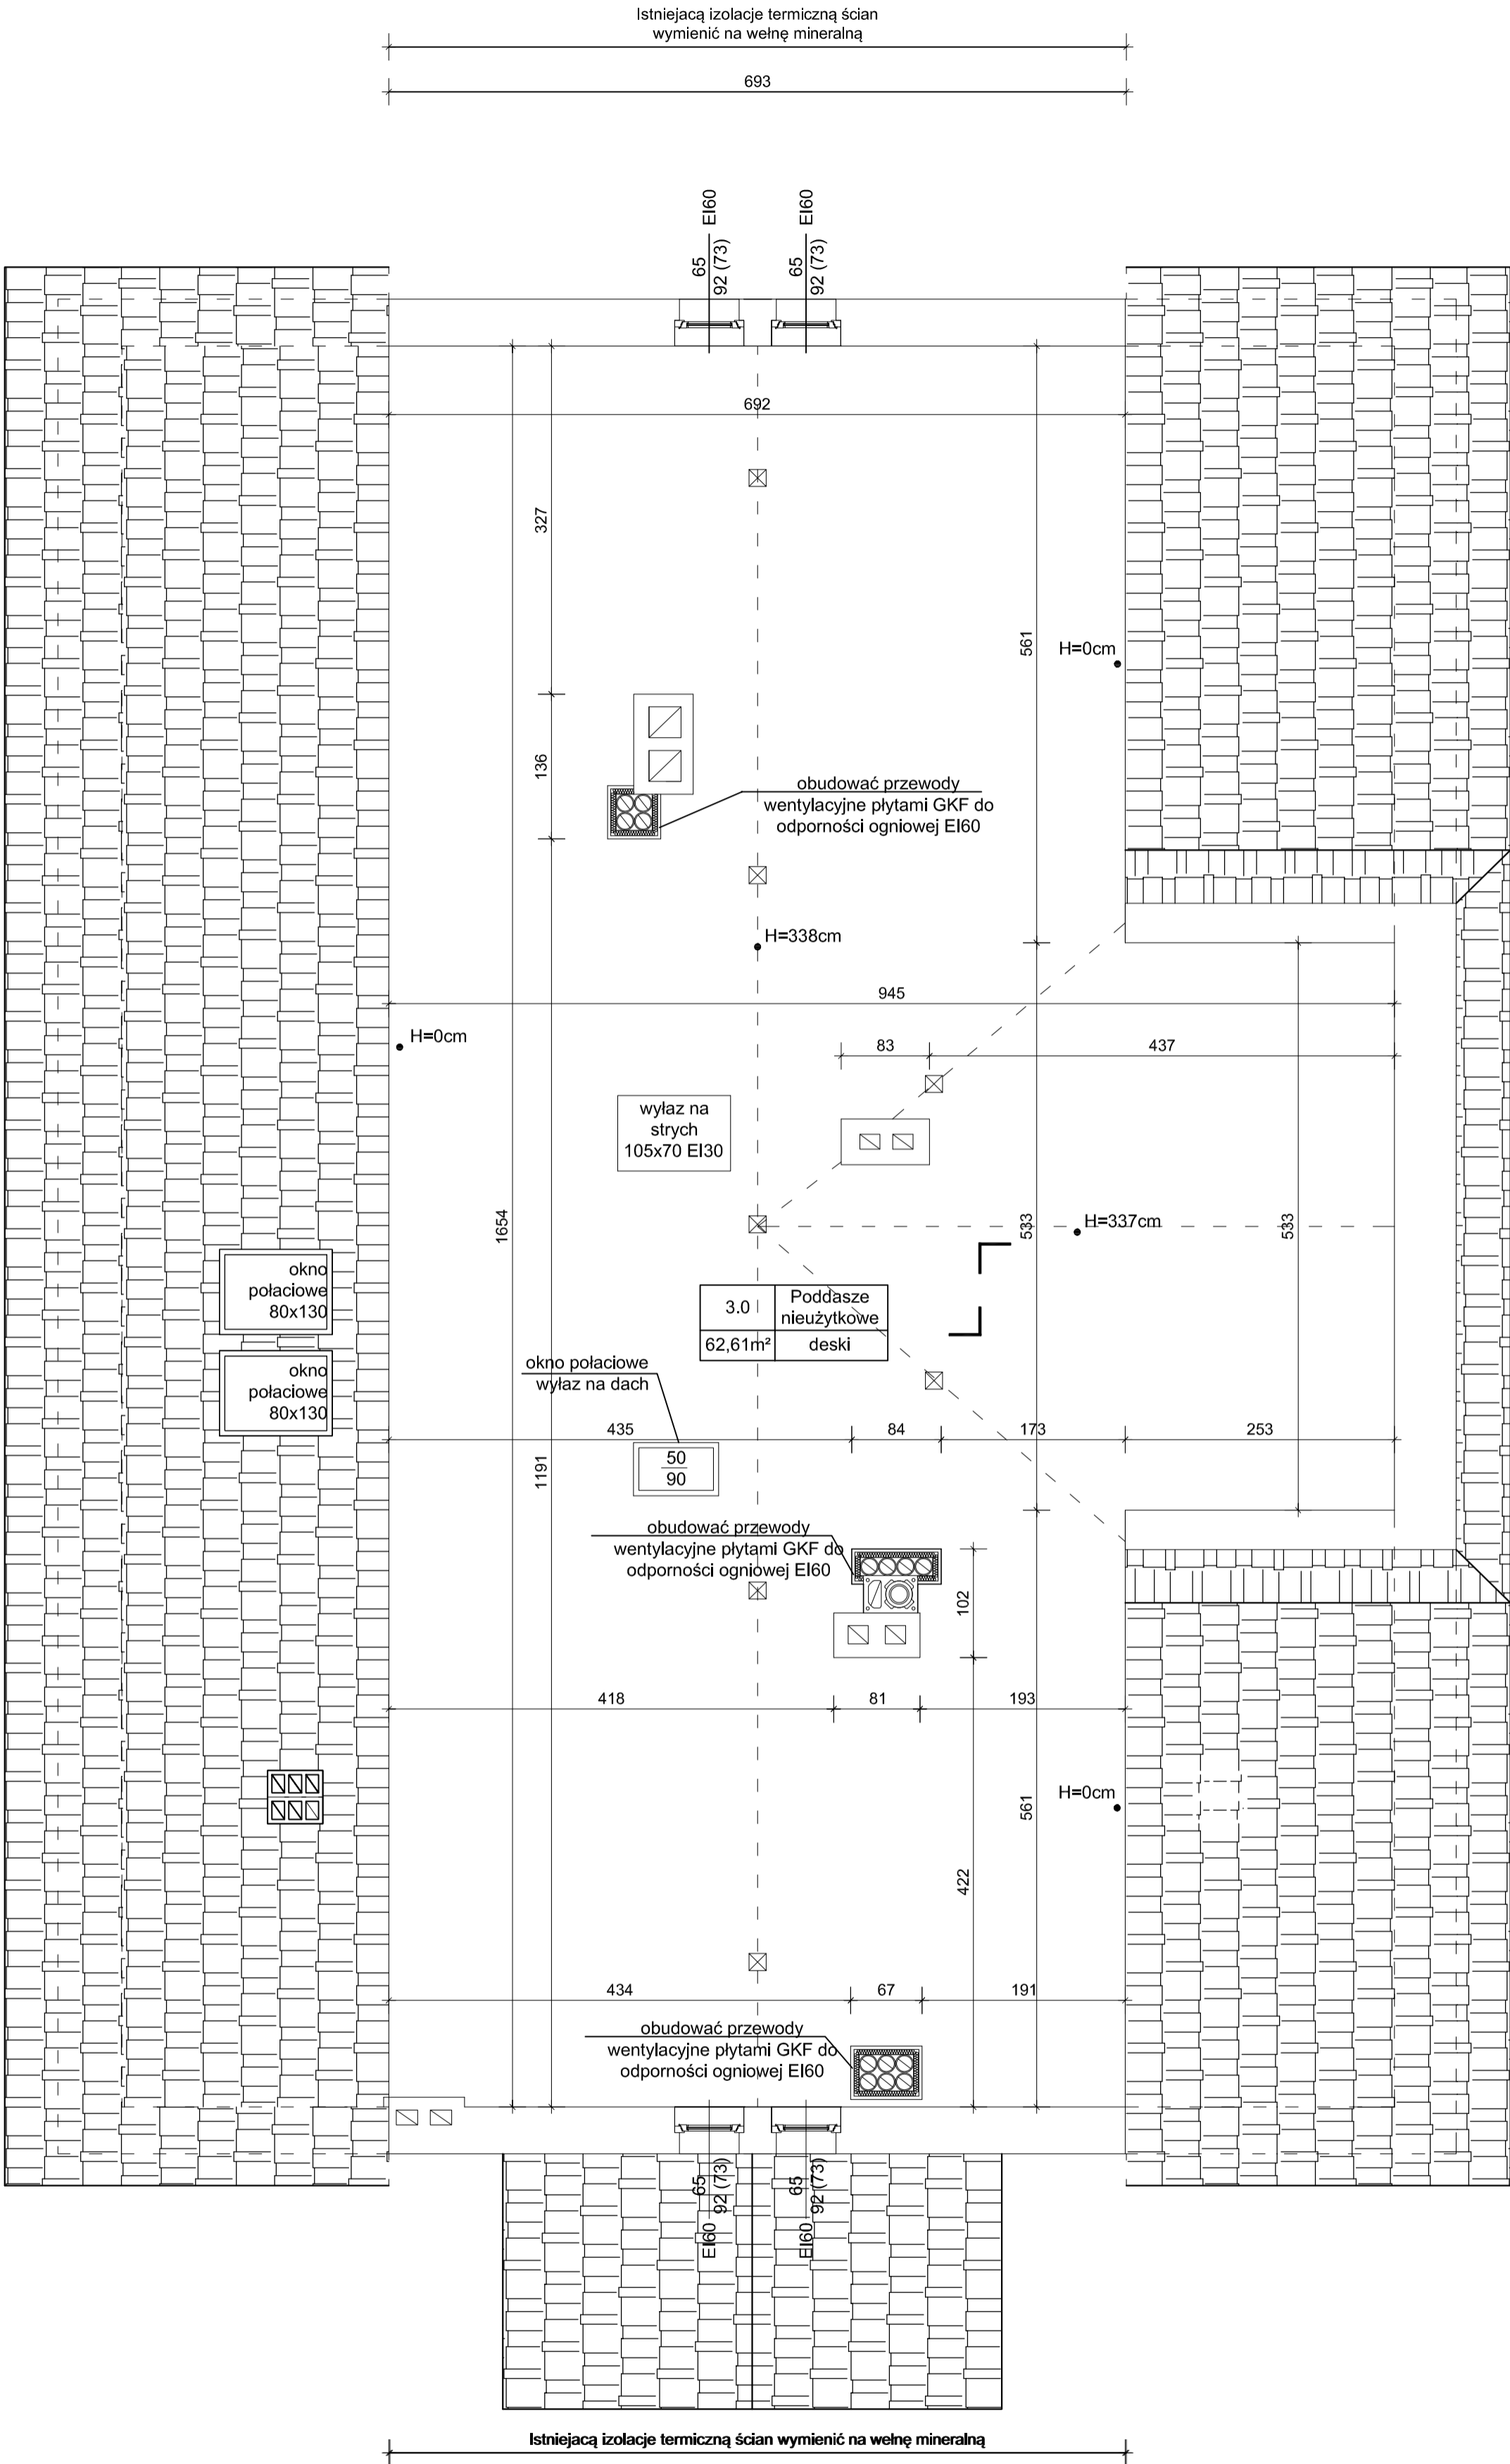 Istniejacą izolacje termiczną ścian
wymienić na wełnę mineralną
693
EI60
65
92 (73)
EI60
65
92 (73)
692
327
561
H=0cm
136
obudować przewody
wentylacyjne płytami GKF do
odporności ogniowej EI60
H=338cm
945
H=0cm
83
437
wyłaz na
strych
105x70 EI30
1654
533
H=337cm
533
okno
połaciowe
80x130
3.0
Poddasze
nieużytkowe
62,61m²
deski
okno
połaciowe
80x130
okno połaciowe
wyłaz na dach
435
84
173
253
50
90
1191
obudować przewody
wentylacyjne płytami GKF do
odporności ogniowej EI60
102
418
81
193
H=0cm
561
422
434
67
191
obudować przewody
wentylacyjne płytami GKF do
odporności ogniowej EI60
65
92 (73)
EI60
65
92 (73)
EI60
Istniejacą izolacje termiczną ścian wymienić na wełnę mineralną